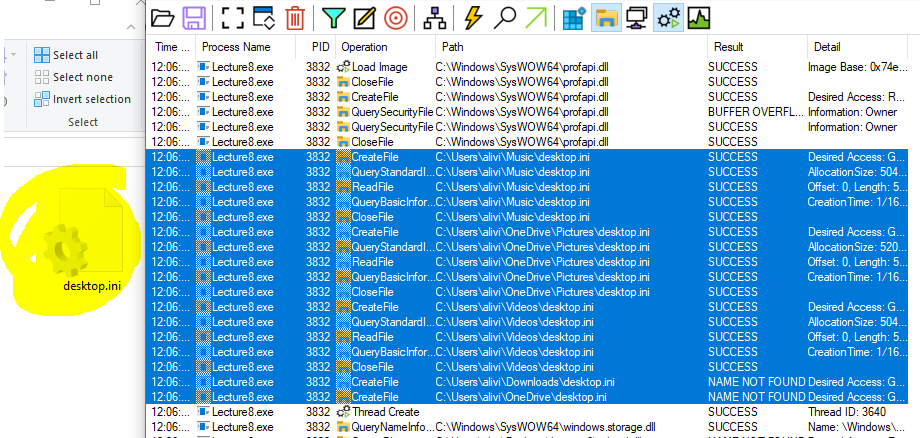 Select all
Select none
Invert selection
Select
desktop.ini
Time ... Process Name PID Operation Path Result Detail
12:06:... Lecture8.exe 3832 Load Image C:\Windows\SysWOW64\profapi.dll SUCCESS Image Base: 0x74e...
12:06:... Lecture8.exe 3832 CloseFile C:\Windows\SysWOW64\profapi.dll SUCCESS
12:06:... Lecture8.exe 3832 CreateFile C:\Windows\SysWOW64\profapi.dll SUCCESS Desired Access: R...
12:06:... Lecture8.exe 3832 QuerySecurityFile C:\Windows\SysWOW64\profapi.dll BUFFER OVERFL... Information: Owner
12:06:... Lecture8.exe 3832 QuerySecurityFile C:\Windows\SysWOW64\profapi.dll SUCCESS Information: Owner
12:06:... Lecture8.exe 3832 CloseFile C:\Windows\SysWOW64\profapi.dll SUCCESS
12:06:... Lecture8.exe 3832 CreateFile C:\Users\alivi\Music\desktop.ini SUCCESS Desired Access: G...
12:06:... Lecture8.exe 3832 QueryStandardI... C:\Users\alivi\Music\desktop.ini SUCCESS AllocationSize: 504...
12:06:... Lecture8.exe 3832 ReadFile C:\Users\alivi\Music\desktop.ini SUCCESS Offset: 0, Length: 5...
12:06:... Lecture8.exe 3832 QueryBasicInfor... C:\Users\alivi\Music\desktop.ini SUCCESS CreationTime: 1/16...
12:06:... Lecture8.exe 3832 CloseFile C:\Users\alivi\Music\desktop.ini SUCCESS
12:06:... Lecture8.exe 3832 CreateFile C:\Users\alivi\OneDrive\Pictures\desktop.ini SUCCESS Desired Access: G...
12:06:... Lecture8.exe 3832 QueryStandardI... C:\Users\alivi\OneDrive\Pictures\desktop.ini SUCCESS AllocationSize: 520...
12:06:... Lecture8.exe 3832 ReadFile C:\Users\alivi\OneDrive\Pictures\desktop.ini SUCCESS Offset: 0, Length: 5...
12:06:... Lecture8.exe 3832 QueryBasicInfor... C:\Users\alivi\OneDrive\Pictures\desktop.ini SUCCESS CreationTime: 1/16...
12:06:... Lecture8.exe 3832 CloseFile C:\Users\alivi\OneDrive\Pictures\desktop.ini SUCCESS
12:06:... Lecture8.exe 3832 CreateFile C:\Users\alivi\Videos\desktop.ini SUCCESS Desired Access: G...
12:06:... Lecture8.exe 3832 QueryStandardI... C:\Users\alivi\Videos\desktop.ini SUCCESS AllocationSize: 504...
12:06:... Lecture8.exe 3832 ReadFile C:\Users\alivi\Videos\desktop.ini SUCCESS Offset: 0, Length: 5...
12:06:... Lecture8.exe 3832 QueryBasicInfor... C:\Users\alivi\Videos\desktop.ini SUCCESS CreationTime: 1/16...
12:06:... Lecture8.exe 3832 CloseFile C:\Users\alivi\Videos\desktop.ini SUCCESS
12:06:... Lecture8.exe 3832 CreateFile C:\Users\alivi\Downloads\desktop.ini NAME NOT FOUND Desired Access: G...
12:06:... Lecture8.exe 3832 CreateFile C:\Users\alivi\desktop.ini NAME NOT FOUND Desired Access: G...
12:06:... Lecture8.exe 3832 Thread Create SUCCESS Thread ID: 3640
12:06:... Lecture8.exe 3832 QueryNameInfo... C:\Windows\SysWOW64\windows.storage.dll SUCCESS Name: \Windows\...